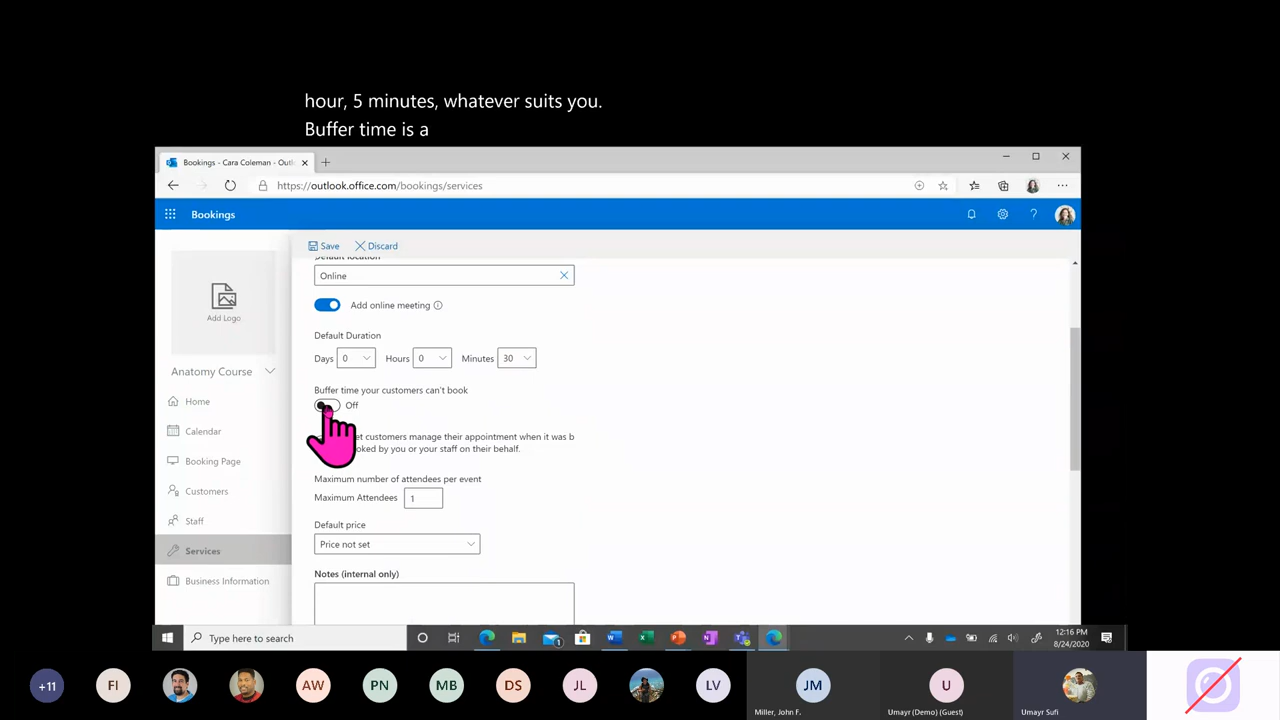 hour, 5 minutes, whatever suits you.
Buffer time is a
Bookings - Cara Coleman - Outl
https://outlook.office.com/bookings/services
Bookings
Save
Discard
Default location
Online
Add Logo
Add online meeting
Default Duration
Days 0 Hours 0 Minutes 30
Anatomy Course
Buffer time your customers can't book
Home
Off
Calendar
et customers manage their appointment when it was b
ooked by you or your staff on their behalf.
Booking Page
Maximum number of attendees per event
Customers
Maximum Attendees 1
Staff
Default price
Price not set
Services
Notes (internal only)
Business Information
Type here to search
12:16 PM
8/24/2020
+11
FI
AW
PN
MB
DS
JL
LV
JM
U
Miller, John F.
Umayr (Demo) (Guest)
Umayr Sufi